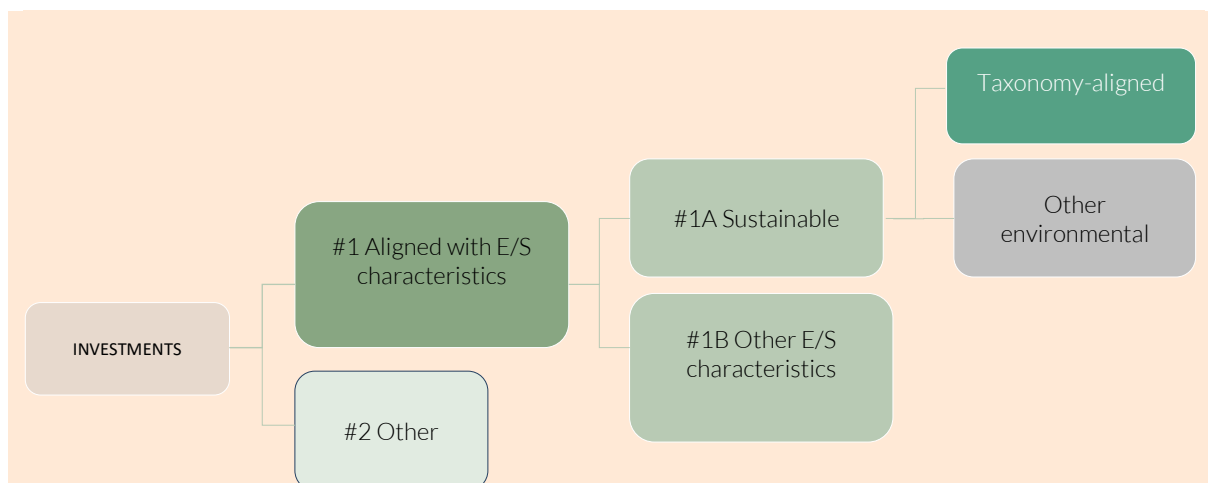 Taxonomy-aligned
#1A Sustainable
Other
environmental
#1 Aligned with E/S
characteristics
INVESTMENTS
#1B Other E/S
characteristics
#2 Other